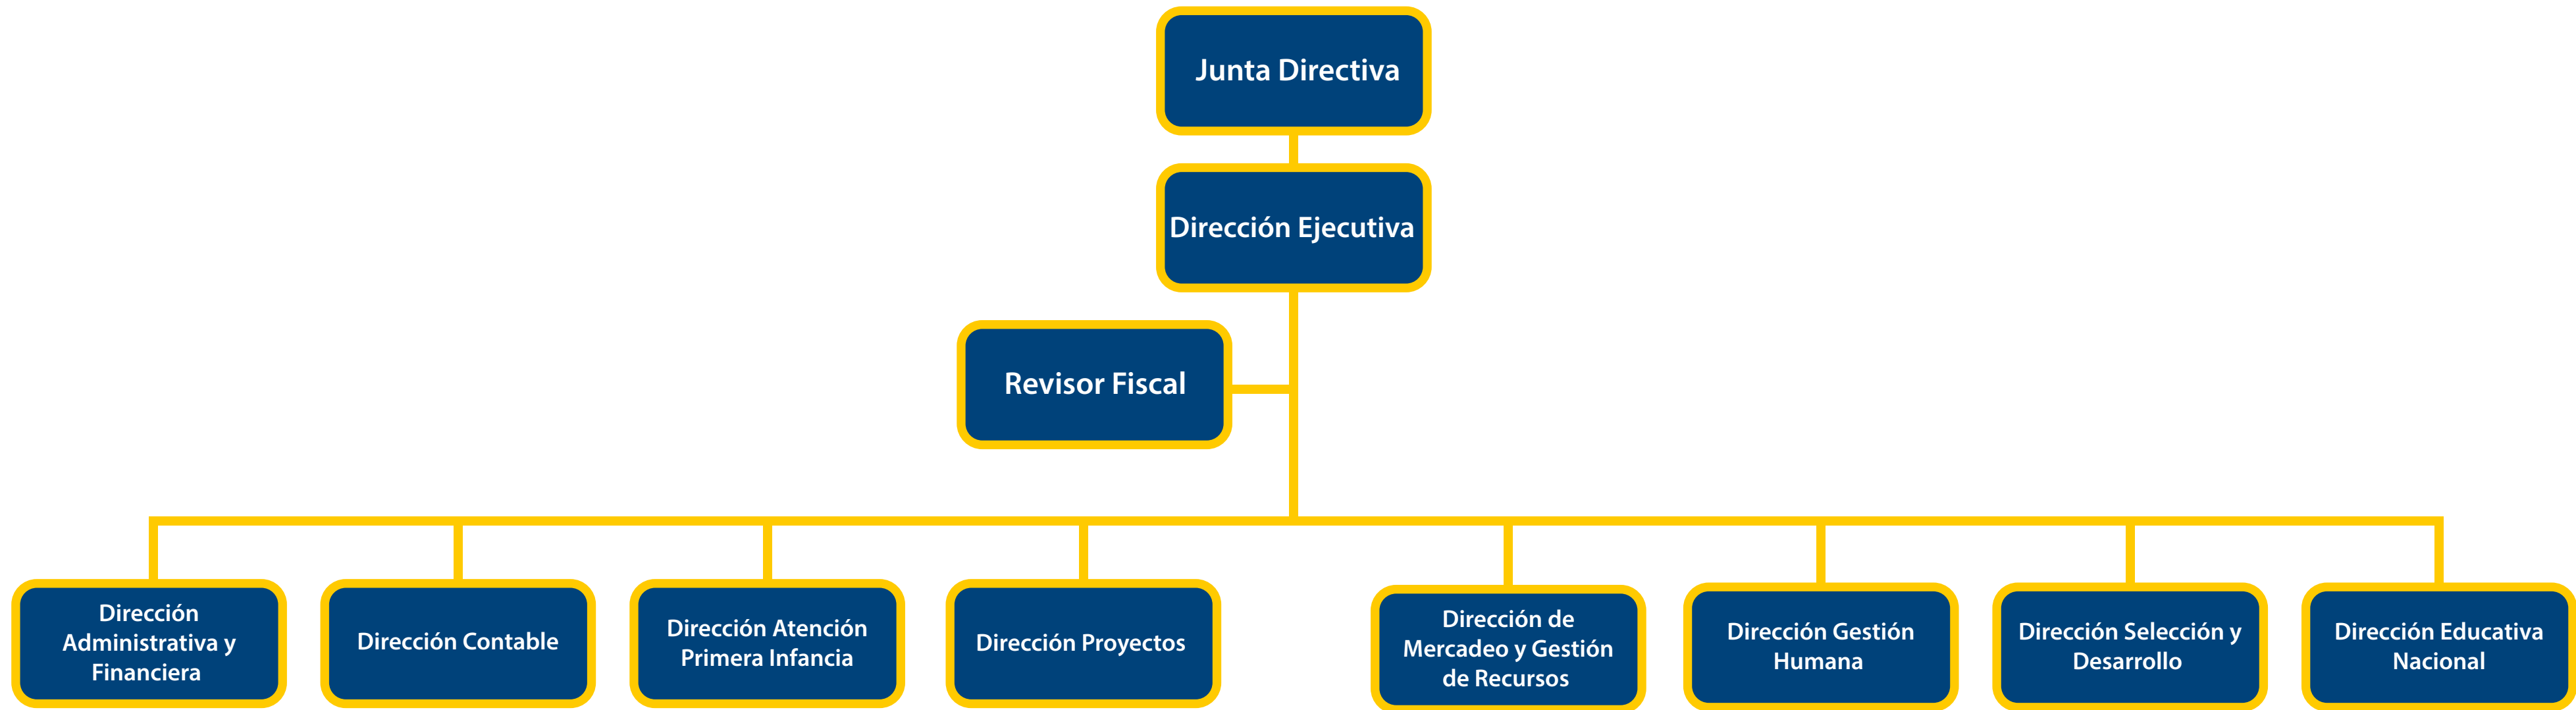 Junta Directiva
Dirección Ejecutiva
Revisor Fiscal
Dirección
Administrativa y
Financiera
Dirección Contable
Dirección Atención
Primera Infancia
Dirección Proyectos
Dirección de
Mercadeo y Gestión
de Recursos
Dirección Gestión
Humana
Dirección Selección y
Desarrollo
Dirección Educativa
Nacional